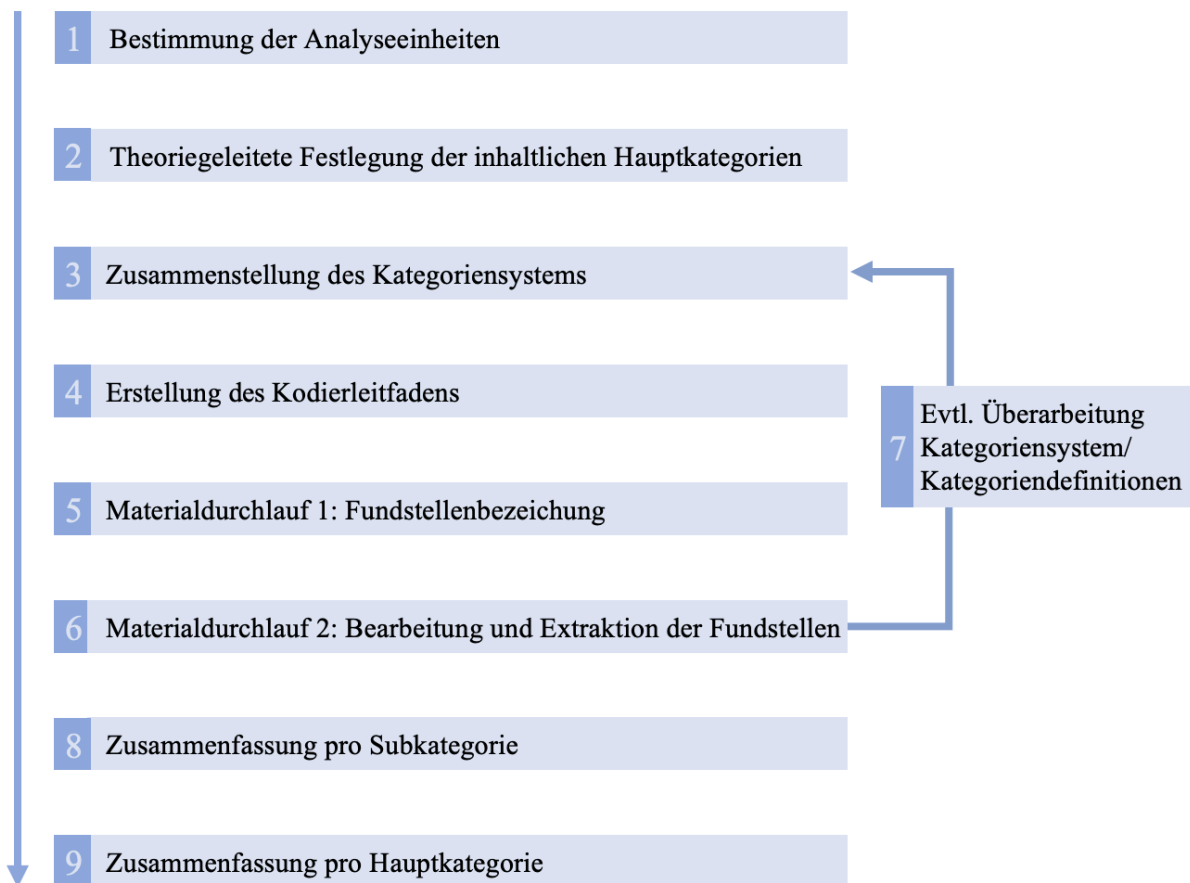 1 Bestimmung der Analyseeinheiten
2 Theoriegeleitete Festlegung der inhaltlichen Hauptkategorien
3 Zusammenstellung des Kategoriensystems
4 Erstellung des Kodierleitfadens
5 Materialdurchlauf 1: Fundstellenbezeichung
6 Materialdurchlauf 2: Bearbeitung und Extraktion der Fundstellen
7 Evtl. Überarbeitung
Kategoriensystem/
Kategoriendefinitionen
8 Zusammenfassung pro Subkategorie
9 Zusammenfassung pro Hauptkategorie